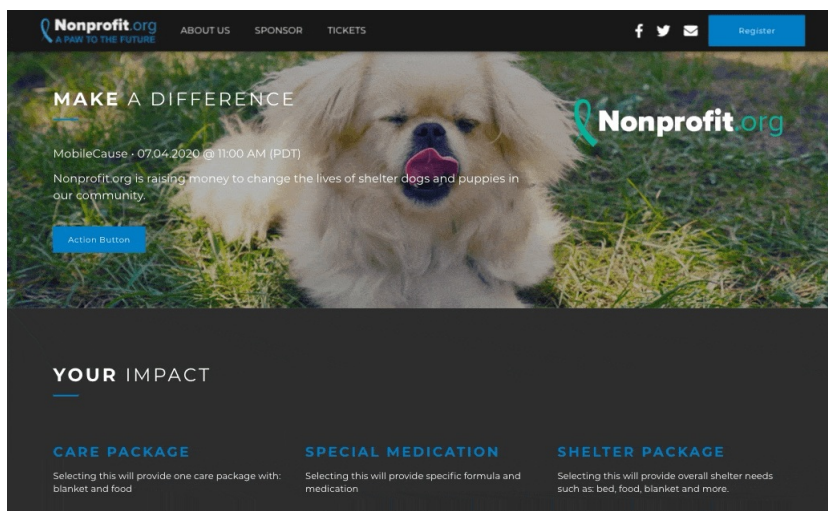 Nonprofit.org
A PAW TO THE FUTURE
ABOUT US
SPONSOR
TICKETS
Register
MAKE A DIFFERENCE
MobileCause • 07.04.2020 @ 11:00 AM (PDT)
Nonprofit.org is raising money to change the lives of shelter dogs and puppies in
our community.
Action Button
Nonprofit.org
YOUR IMPACT
CARE PACKAGE
Selecting this will provide one care package with:
blanket and food
SPECIAL MEDICATION
Selecting this will provide specific formula and
medication
SHELTER PACKAGE
Selecting this will provide overall shelter needs
such as: bed, food, blanket and more.